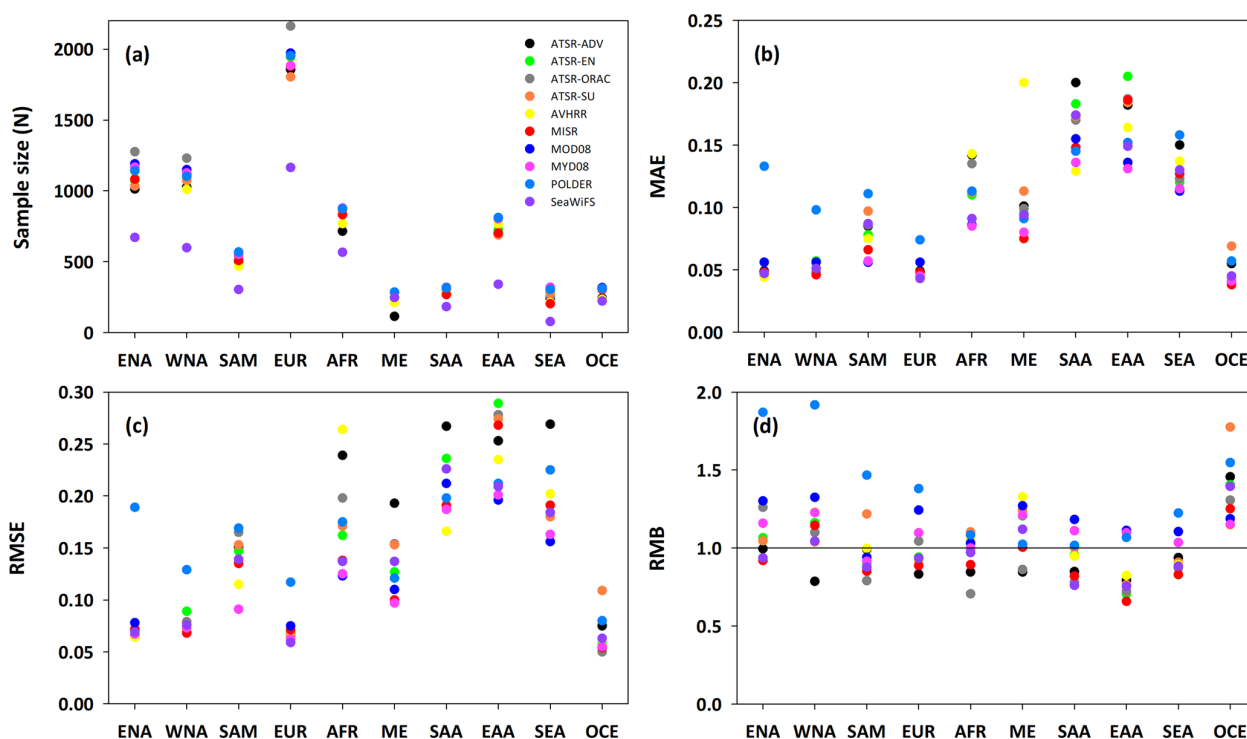 (a)
Sample size (N)
2000
1500
1000
500
0
ATSR-ADV
ATSR-EN
ATSR-ORAC
ATSR-SU
AVHRR
MISR
MOD08
MYD08
POLDER
SeaWiFS
ENA WNA SAM EUR AFR ME SAA EAA SEA OCE
(b)
MAE
0.25
0.20
0.15
0.10
0.05
0.00
ENA WNA SAM EUR AFR ME SAA EAA SEA OCE
(c)
RMSE
0.30
0.25
0.20
0.15
0.10
0.05
0.00
ENA WNA SAM EUR AFR ME SAA EAA SEA OCE
(d)
RMB
2.0
1.5
1.0
0.5
0.0
ENA WNA SAM EUR AFR ME SAA EAA SEA OCE